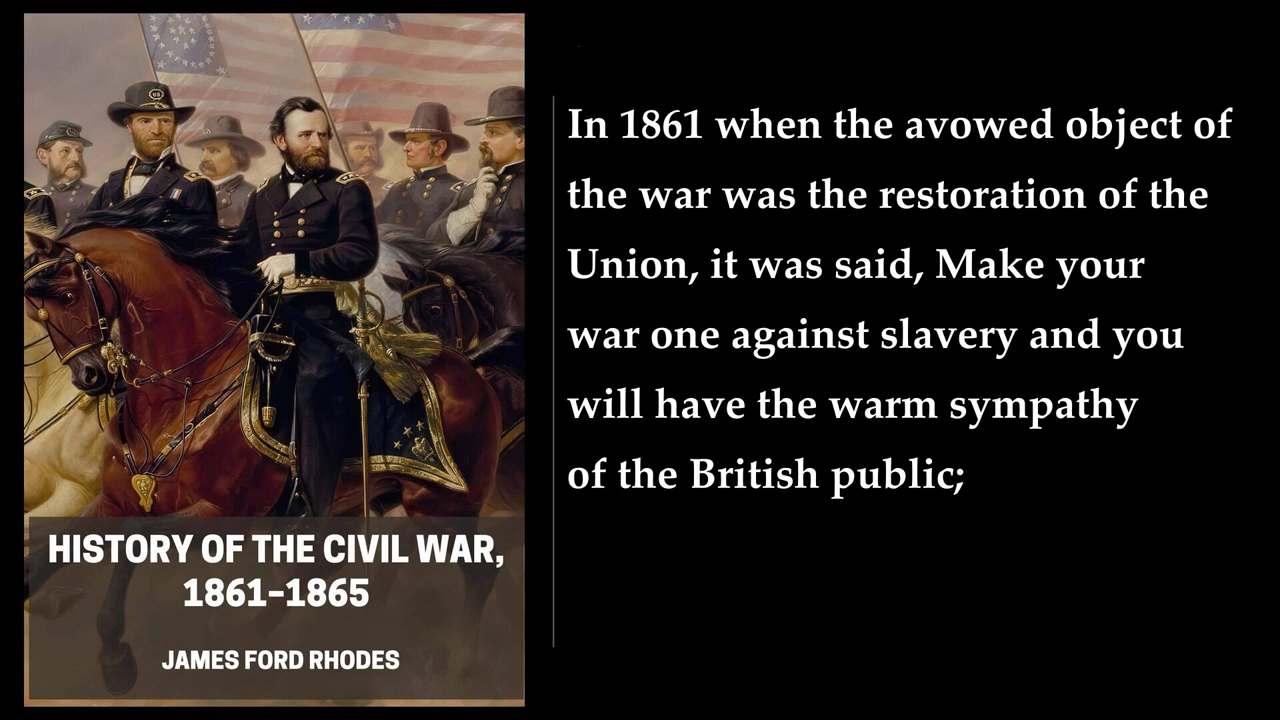 HISTORY OF THE CIVIL WAR,
1861–1865
JAMES FORD RHODES
In 1861 when the avowed object of
the war was the restoration of the
Union, it was said, Make your
war one against slavery and you
will have the warm sympathy
of the British public;